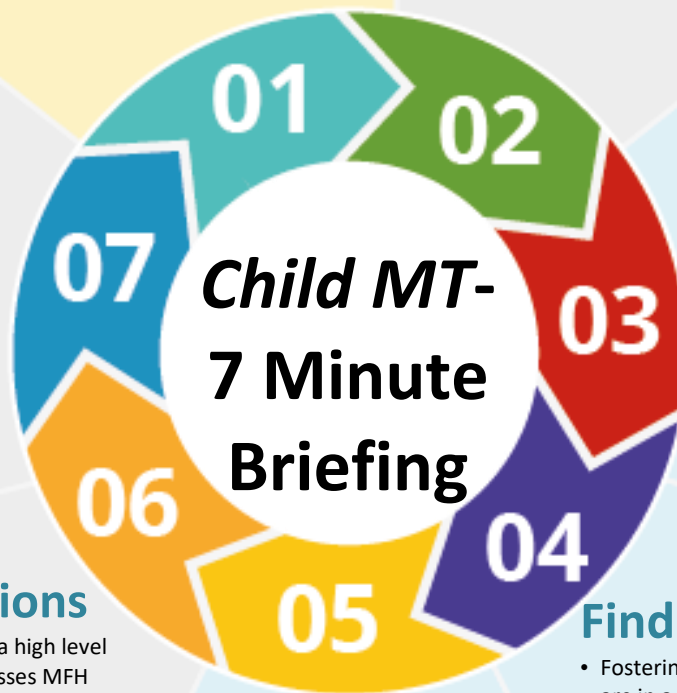 01
02
07
Child MT-
7 Minute
Briefing
03
06
04
05
ions
a high level
sses MFH
Find
• Fosterin